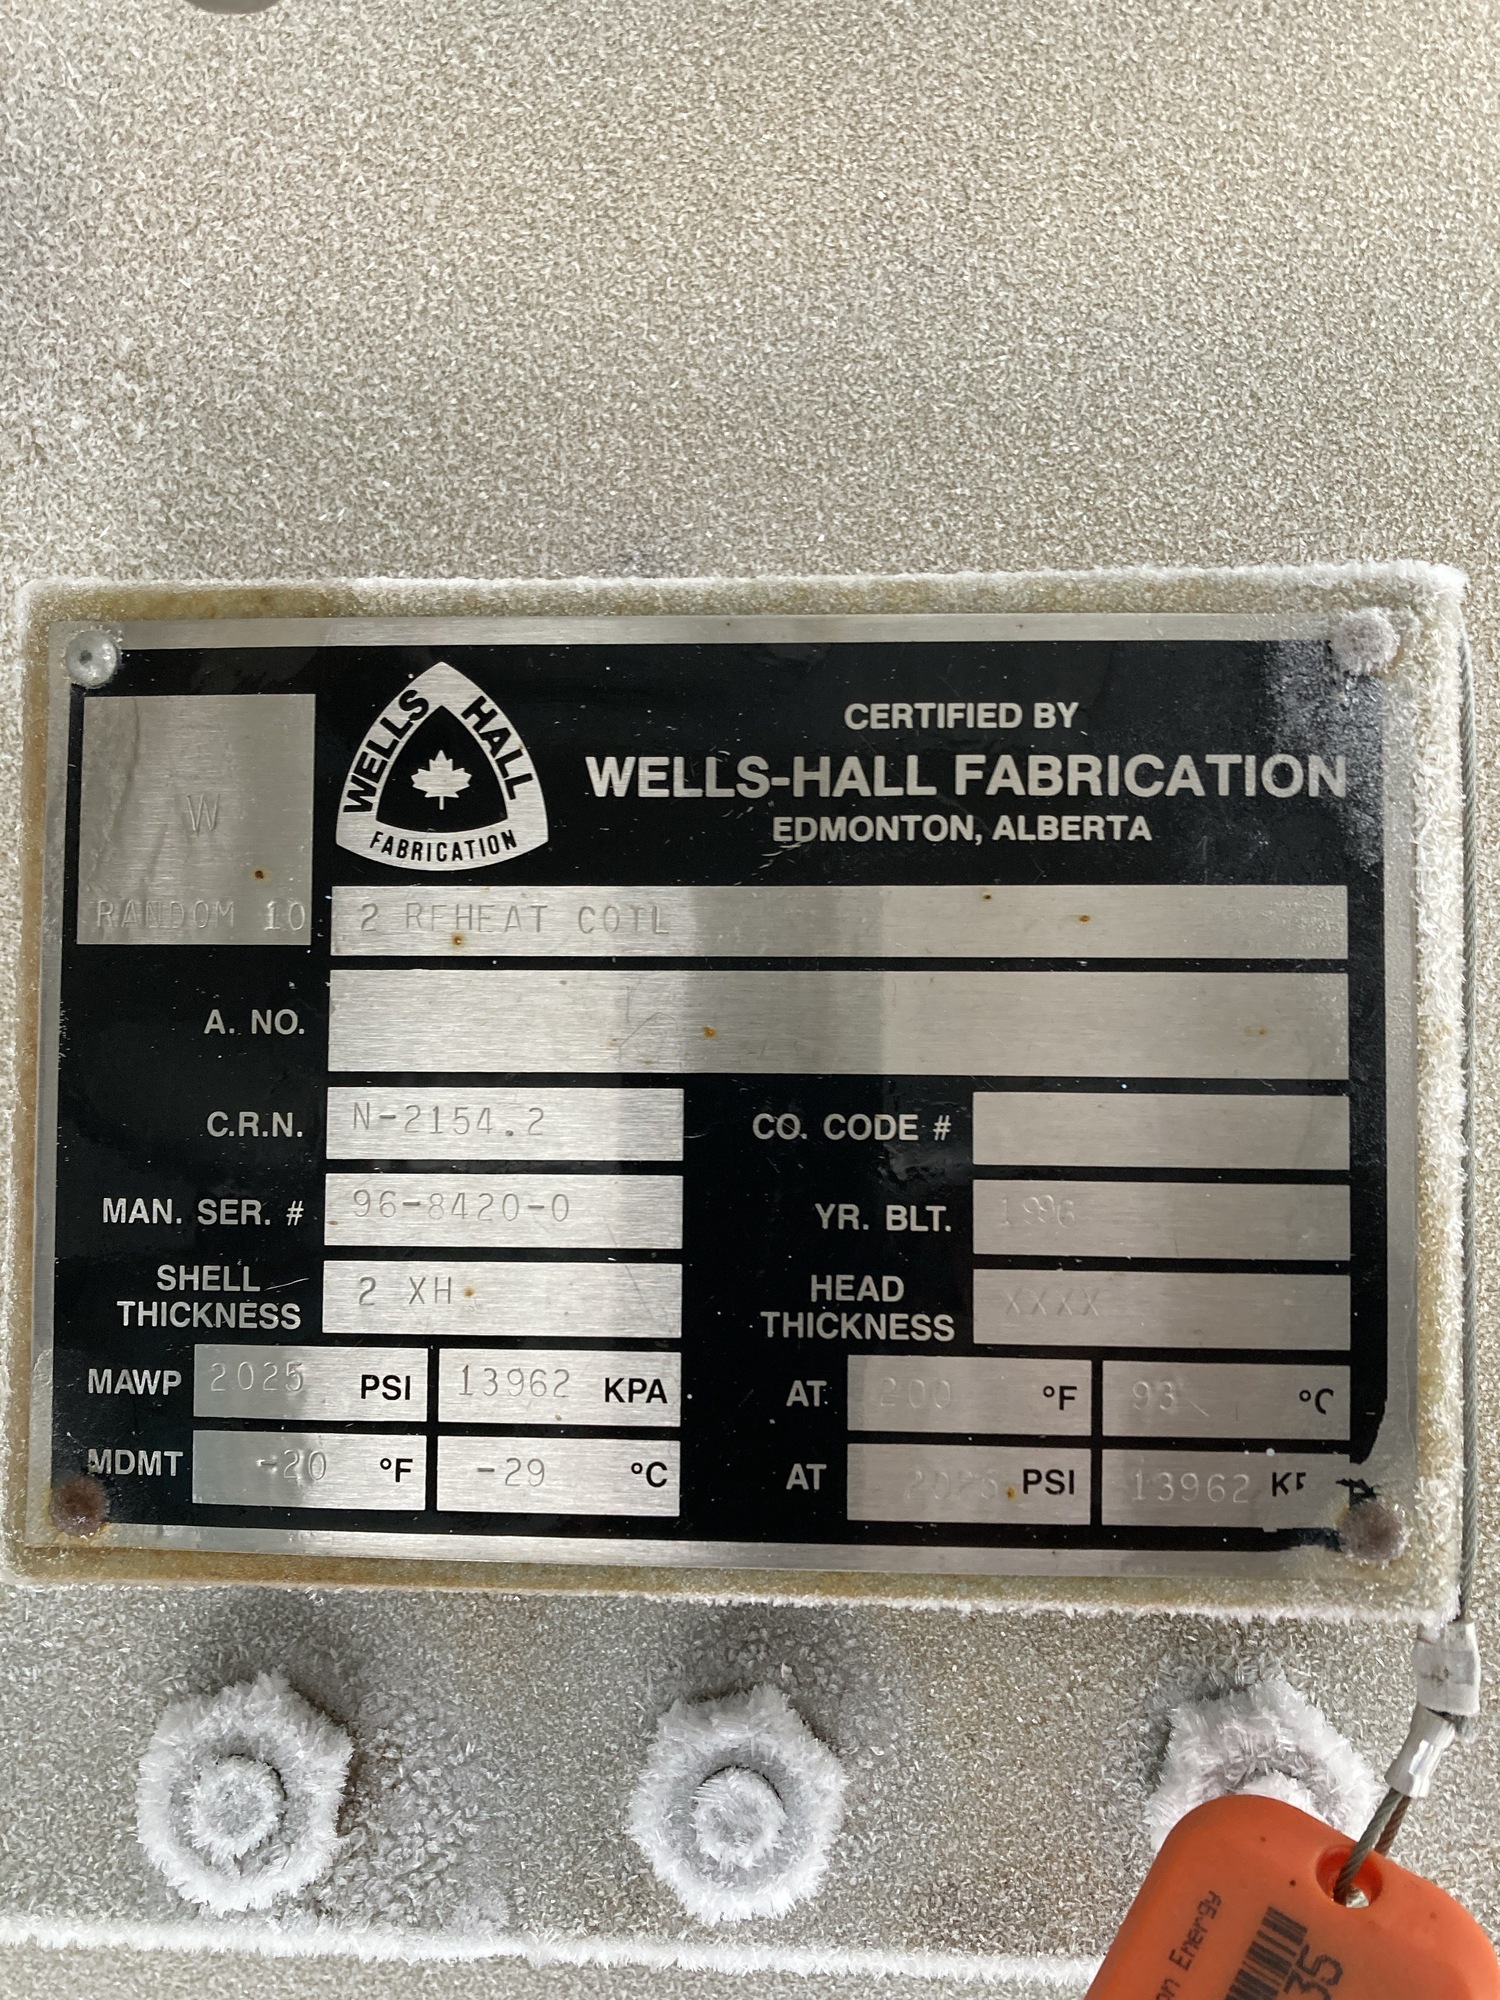 WELLS HALL
FABRICATION
CERTIFIED BY
WELLS-HALL FABRICATION
EDMONTON, ALBERTA
W
RANDOM 10
2 REHEAT COIL
A. NO.
C.R.N. N-2154.2
CO. CODE #
MAN. SER. # 96-8420-0
YR. BLT. 1996
SHELL THICKNESS 2 XH
HEAD THICKNESS XXXX
MAWP 2025 PSI 13962 KPA
AT 200 °F 93 °C
MDMT -20 °F -29 °C
AT 2025 PSI 13962
Energy
35